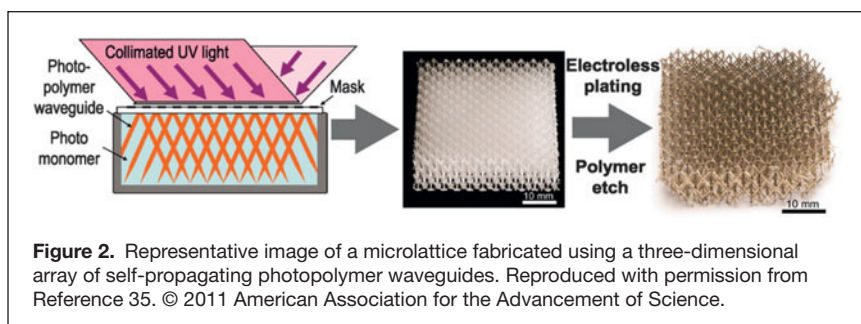 Collimated UV light
Photo-
polymer
waveguide
Mask
Photo
monomer
10 mm
Electroless
plating
Polymer
etch
10 mm
Figure 2. Representative image of a microlattice fabricated using a three-dimensional
array of self-propagating photopolymer waveguides. Reproduced with permission from
Reference 35. © 2011 American Association for the Advancement of Science.